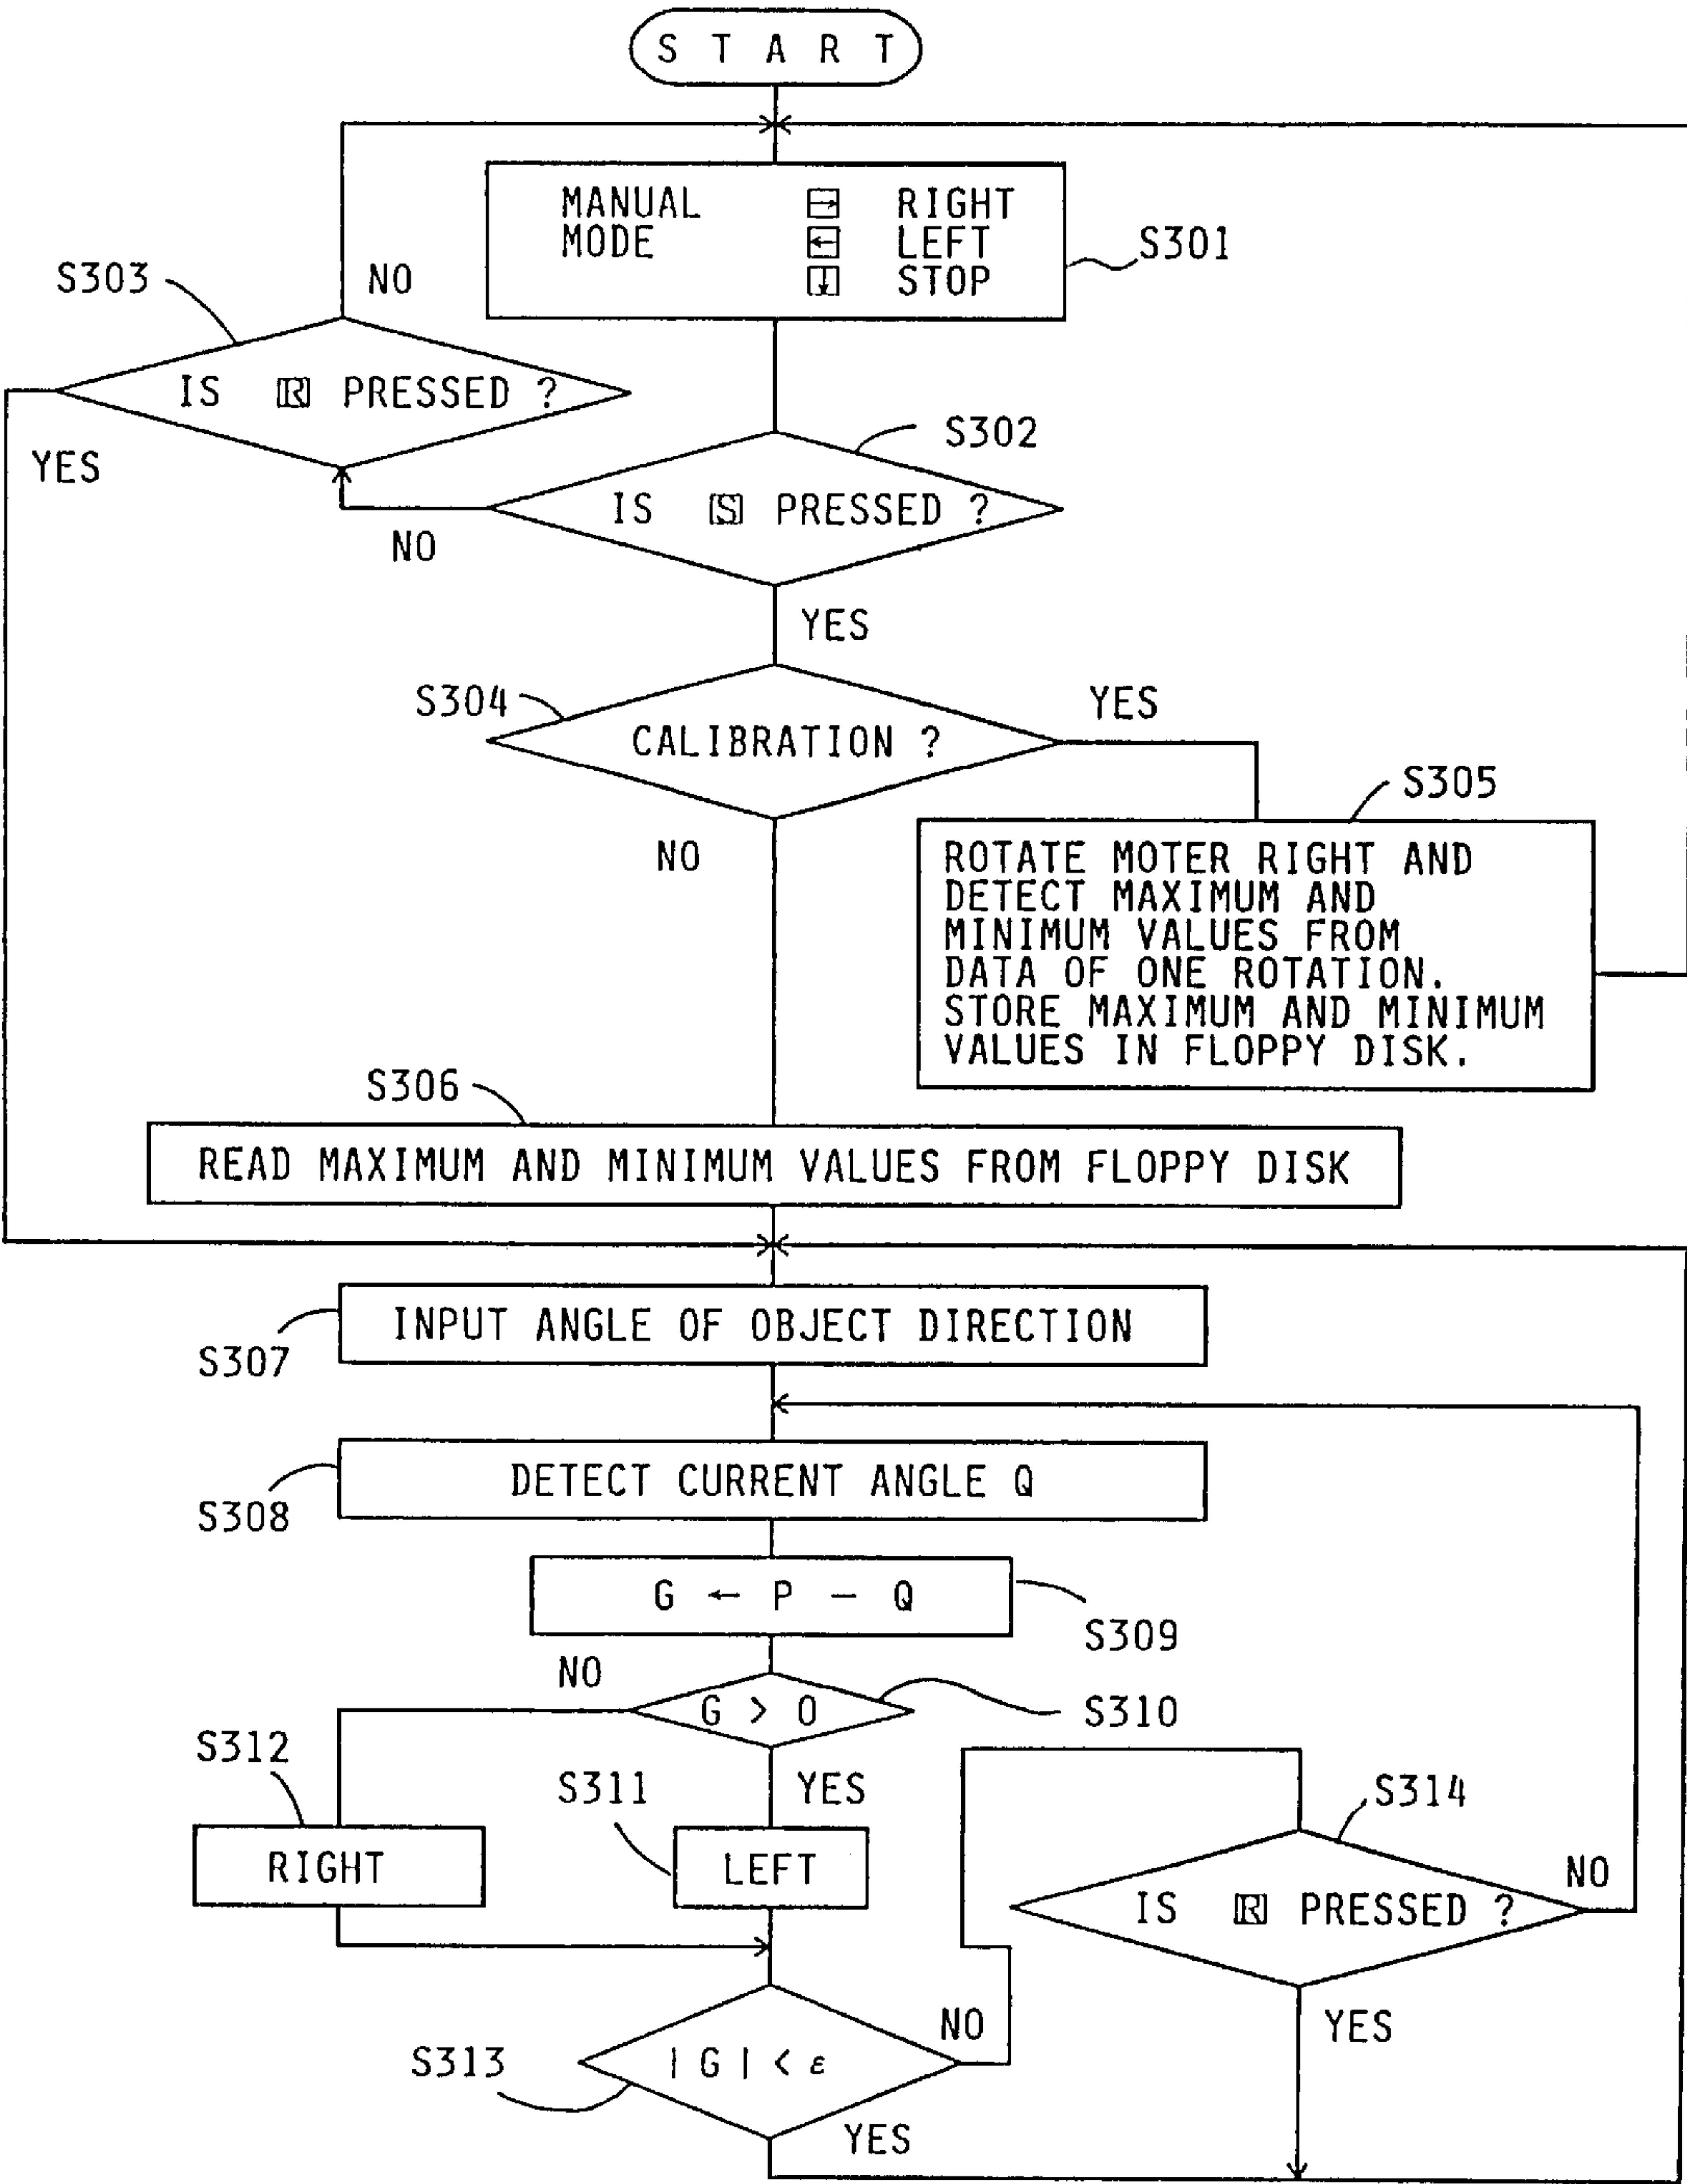 START
MANUAL → RIGHT
MODE ← LEFT
↓ STOP
S301
S303
NO
IS R PRESSED ?
YES
S302
IS S PRESSED ?
NO
YES
S304
CALIBRATION ?
YES
NO
S305
ROTATE MOTER RIGHT AND
DETECT MAXIMUM AND
MINIMUM VALUES FROM
DATA OF ONE ROTATION.
STORE MAXIMUM AND MINIMUM
VALUES IN FLOPPY DISK.
S306
READ MAXIMUM AND MINIMUM VALUES FROM FLOPPY DISK
INPUT ANGLE OF OBJECT DIRECTION
S307
DETECT CURRENT ANGLE Q
S308
G ← P − Q
S309
NO
G > 0
S310
S312
S311
YES
S314
RIGHT
LEFT
NO
IS R PRESSED ?
NO
YES
S313
| G | < ε
YES